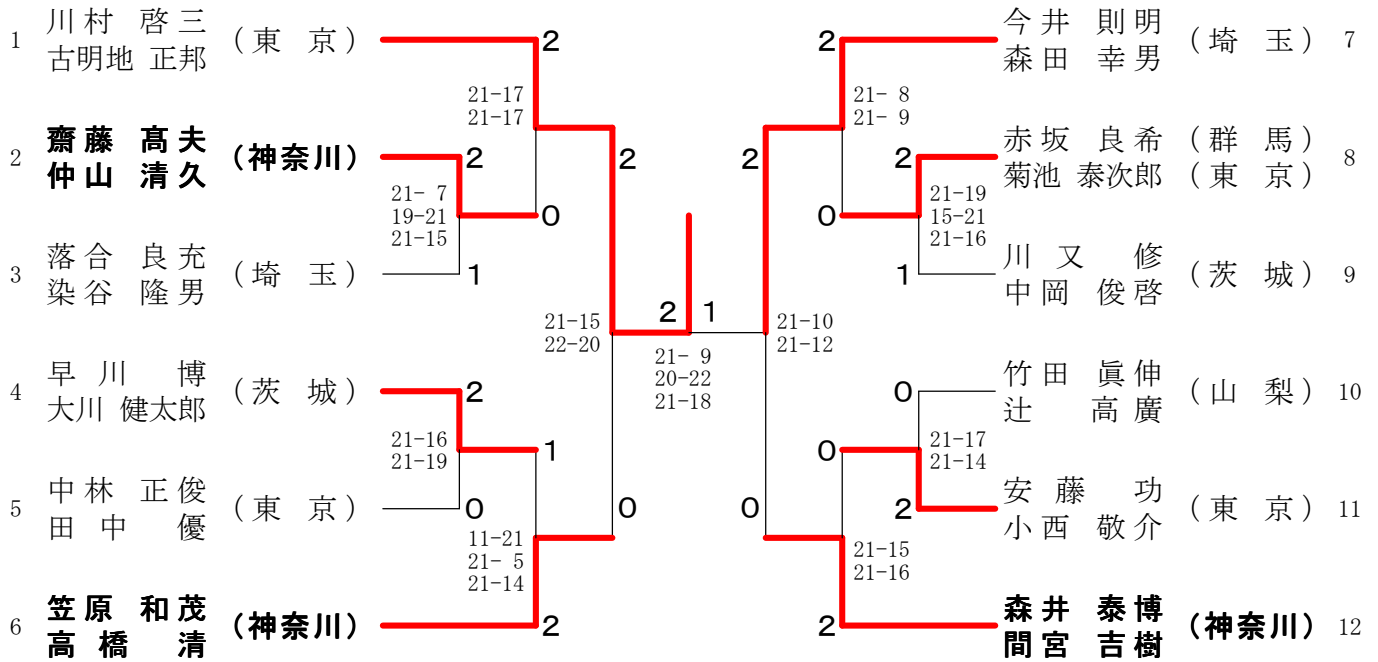 1 川村 啓三 (東 京) 2
古明地 正邦
21-17
21-17
2 齋藤 髙夫 (神奈川) 2
仲山 清久
21- 7
19-21
21-15
0
2
3 落合 良充 (埼 玉) 1
染谷 隆男
21-15
22-20
4 早川 博 (茨 城) 2
大川 健太郎
21-16
21-19
1
5 中林 正俊 (東 京) 0
田中 優
11-21
21- 5
21-14
0
6 笠原 和茂 (神奈川) 2
高橋 清
2 1
21- 9
20-22
21-18
2 今井 則明 (埼 玉) 7
森田 幸男
21- 8
21- 9
2 赤坂 良希 (群 馬) 8
菊池 泰次郎 (東 京)
21-19
15-21
21-16
0
2
1 川又 修 (茨 城) 9
中岡 俊啓
21-10
21-12
0 竹田 眞伸 (山 梨) 10
辻 高廣
21-17
21-14
0
2 安藤 功 (東 京) 11
小西 敬介
21-15
21-16
0
2 森井 泰博 (神奈川) 12
間宮 吉樹